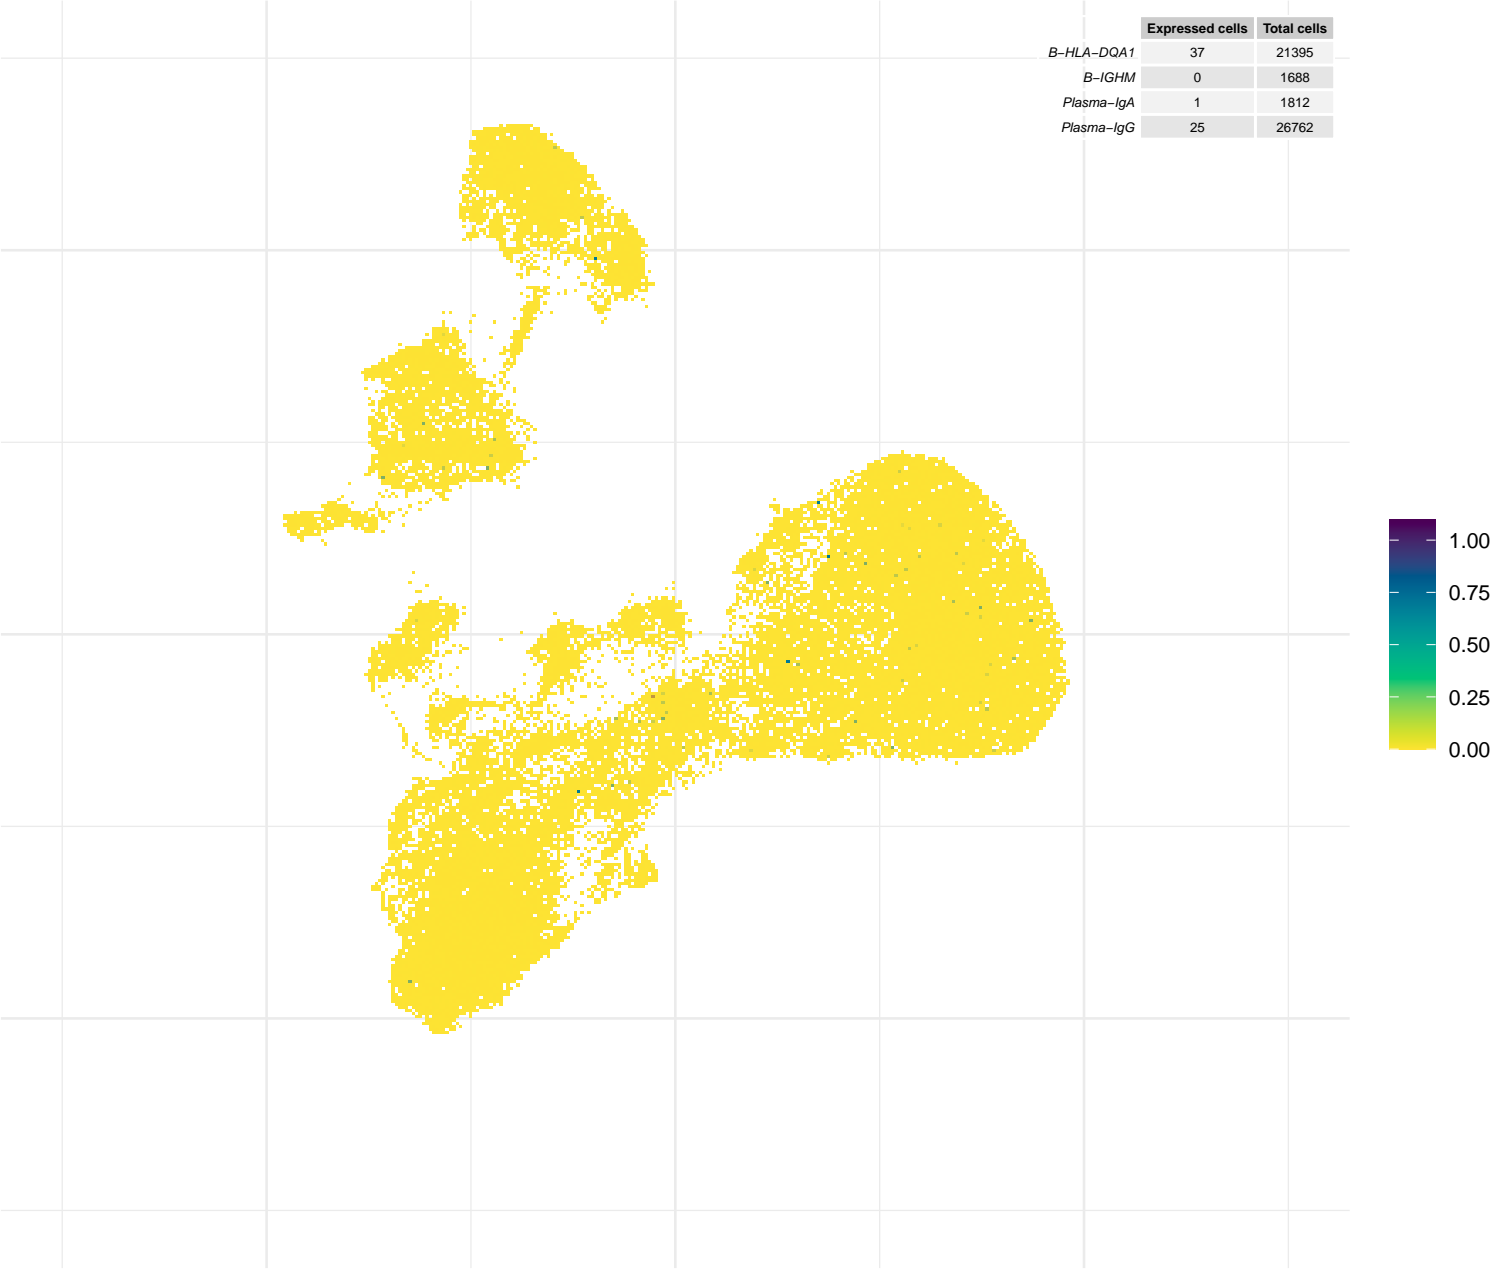 Expressed cells Total cells
B−HLA−DQA1 37 21395
B−IGHM 0 1688
Plasma−IgA 1 1812
Plasma−IgG 25 26762
1.00
0.75
0.50
0.25
0.00